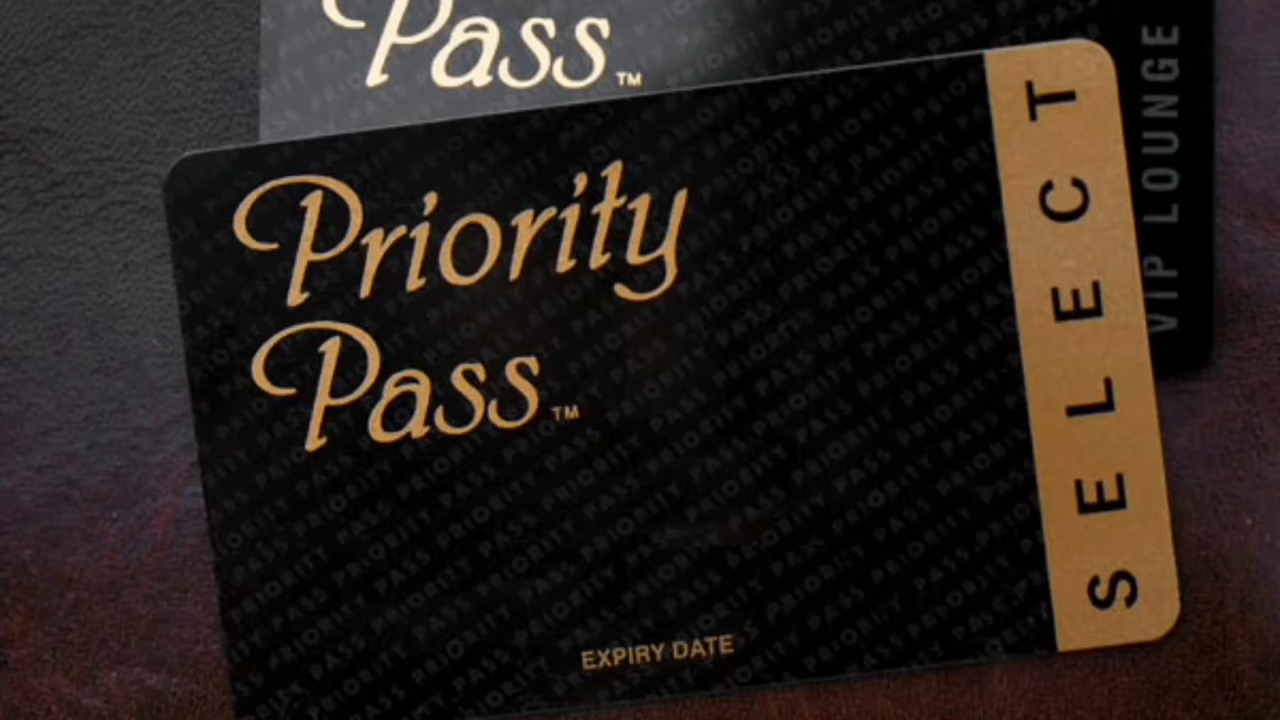 Pass™
VIP LOUNGE
Priority
Pass™
SELECT
EXPIRY DATE